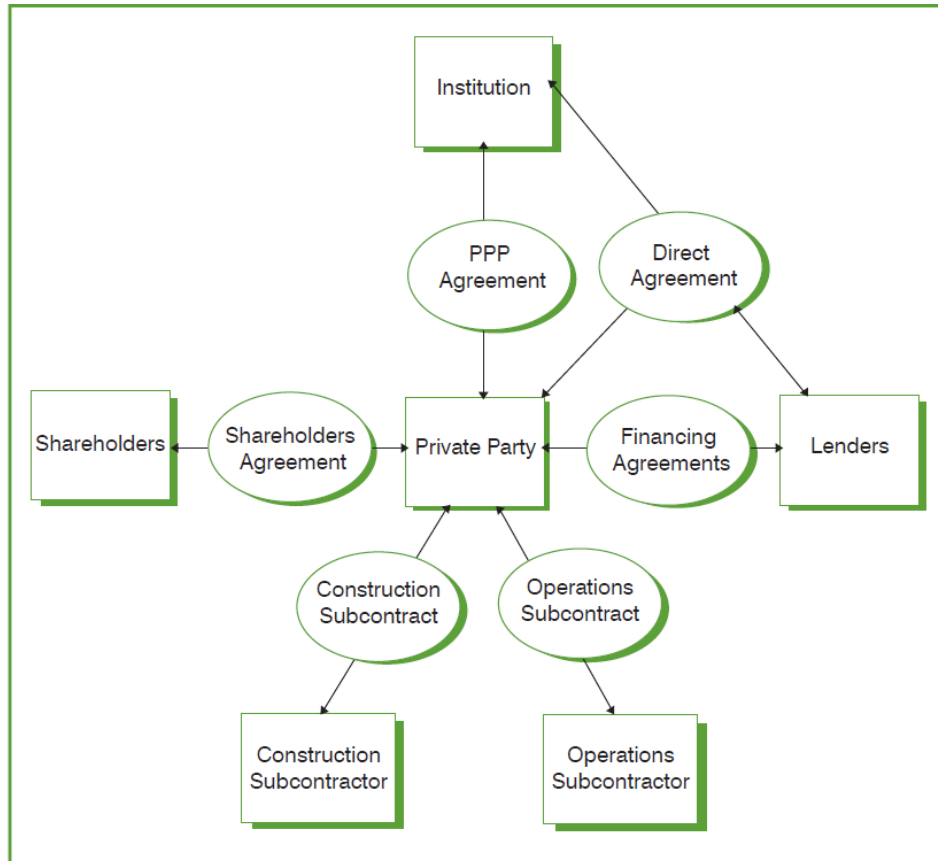 Institution
PPP
Agreement
Direct
Agreement
Shareholders
Shareholders
Agreement
Private Party
Financing
Agreements
Lenders
Construction
Subcontract
Operations
Subcontract
Construction
Subcontractor
Operations
Subcontractor